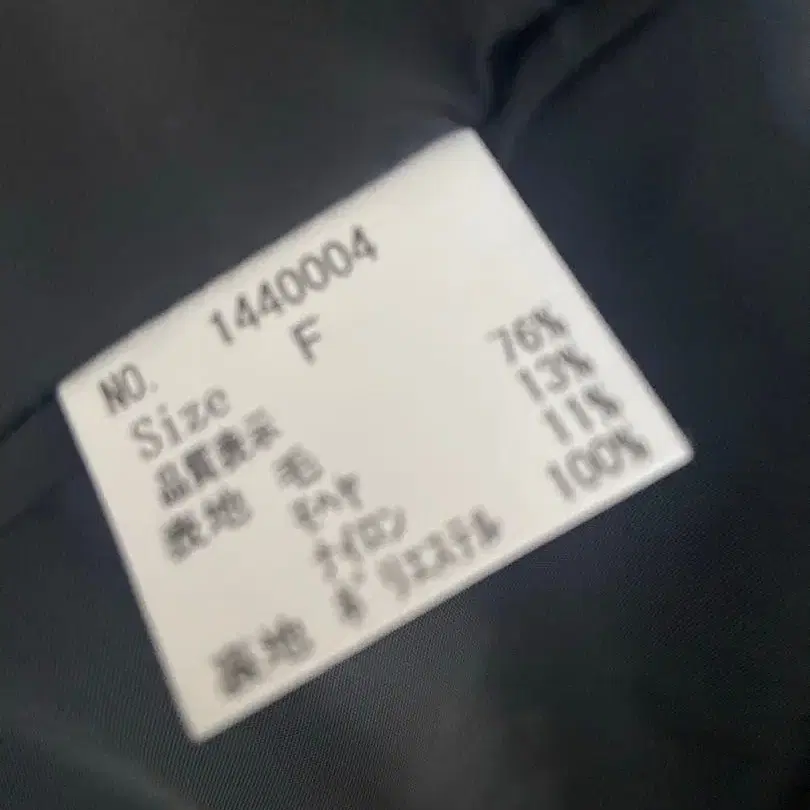 NO. 1440004
Size F
品質表示
表地 毛 76%
モヘヤ 13%
ナイロン 11%
裏地 ポリエステル 100%